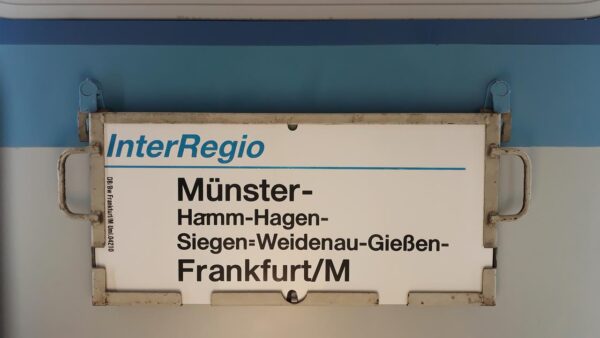 InterRegio
Münster-
Hamm-Hagen-
Siegen=Weidenau-Gießen-
Frankfurt/M